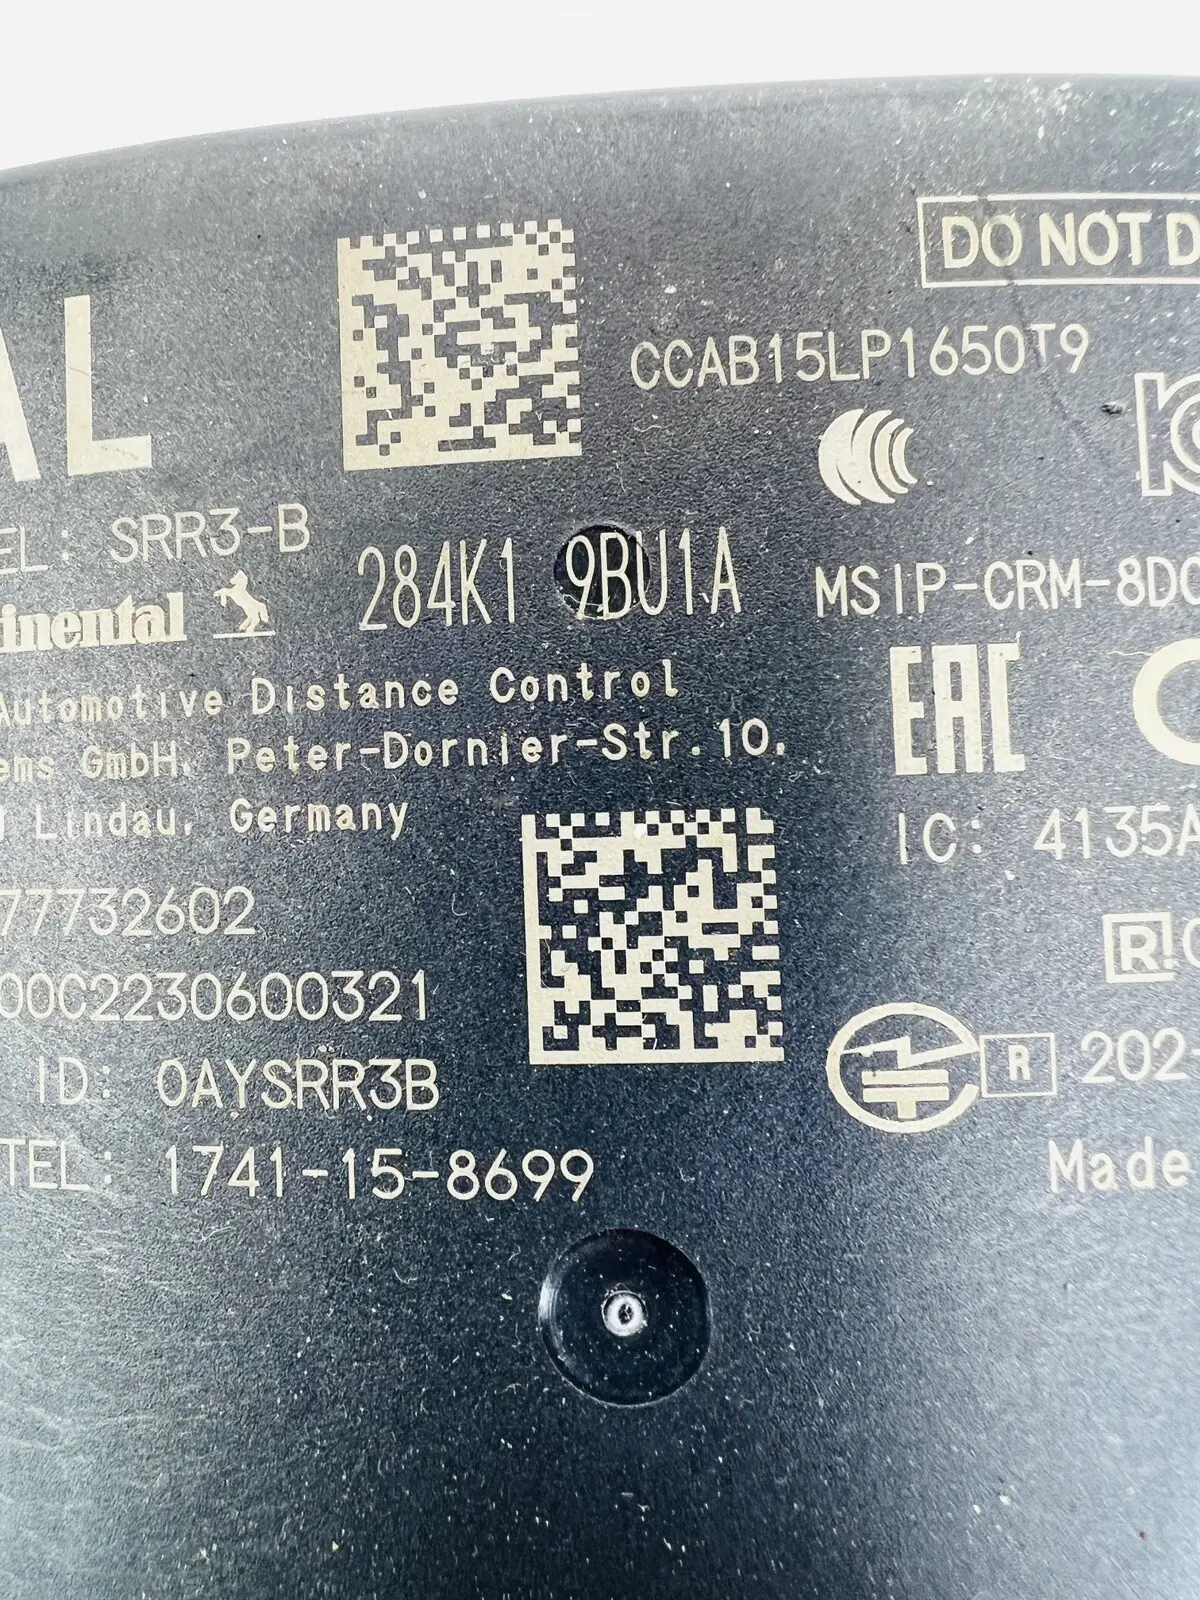 DO NOT D
CCAB15LP1650T9
AL
EL: SRR3-B
284K1 9BU1A
MSIP-CRM-8D
tinental
EAC
Automotive Distance Control
ems GmbH, Peter-Dornier-Str. 10,
Lindau, Germany
IC: 4135A
77732602
00C2230600321
R
ID: 0AYSRR3B
R 202
TEL: 1741-15-8699
Made